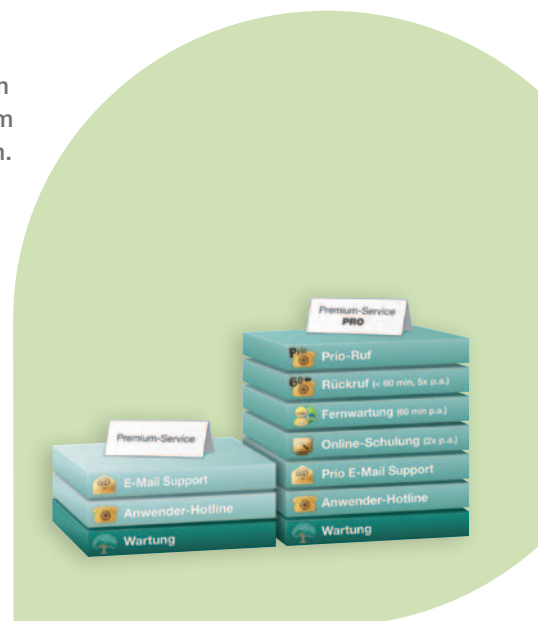 n
m
n.
Premium-Service
PRO
Prio-Ruf
Rückruf (< 60 min, 5x p.a.)
Fernwartung (60 min p.a.)
Online-Schulung (2x p.a.)
Prio E-Mail Support
Anwender-Hotline
Wartung
Premium-Service
E-Mail Support
Anwender-Hotline
Wartung